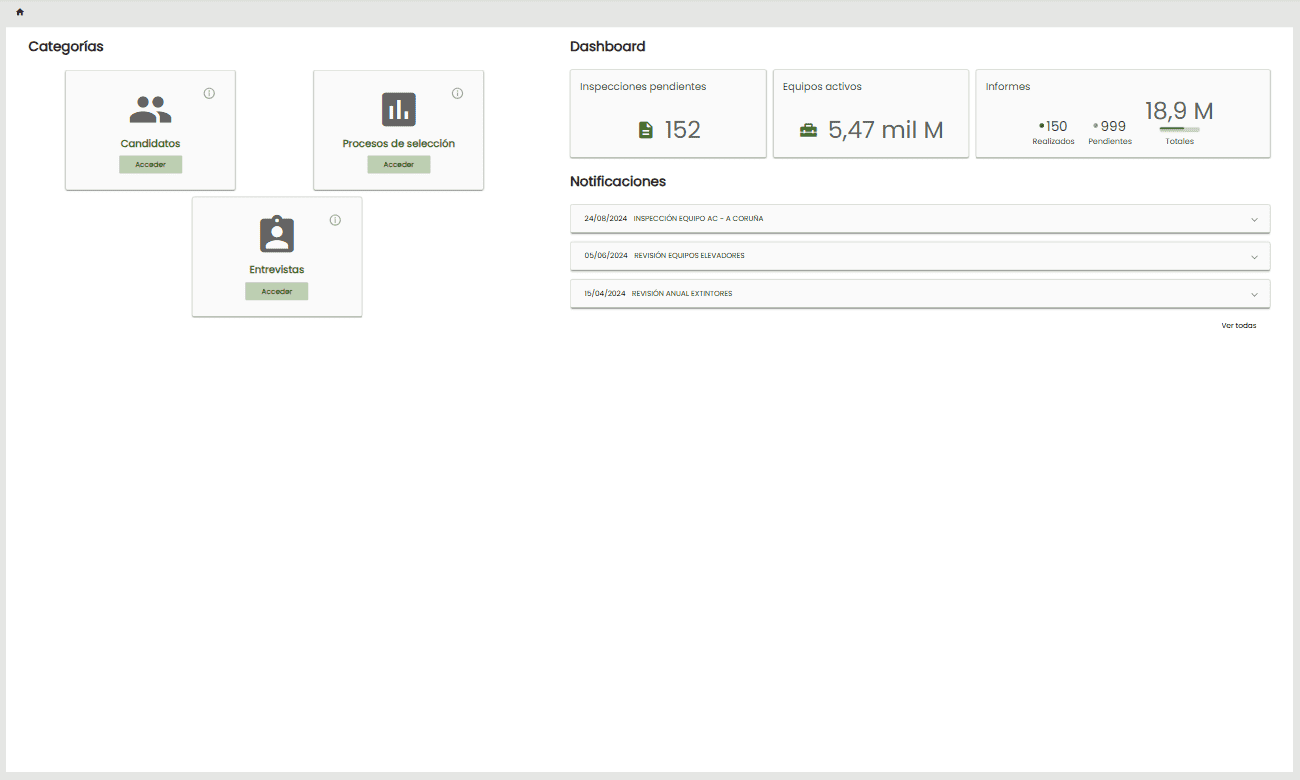 Categorías
Candidatos
Acceder
Procesos de selección
Acceder
Entrevistas
Acceder
Dashboard
Inspecciones pendientes
152
Equipos activos
5,47 mil M
Informes
150
Realizados
999
Pendientes
18,9 M
Totales
Notificaciones
24/08/2024 INSPECCIÓN EQUIPO AC - A CORUÑA
05/06/2024 REVISIÓN EQUIPOS ELEVADORES
15/04/2024 REVISIÓN ANUAL EXTINTORES
Ver todas